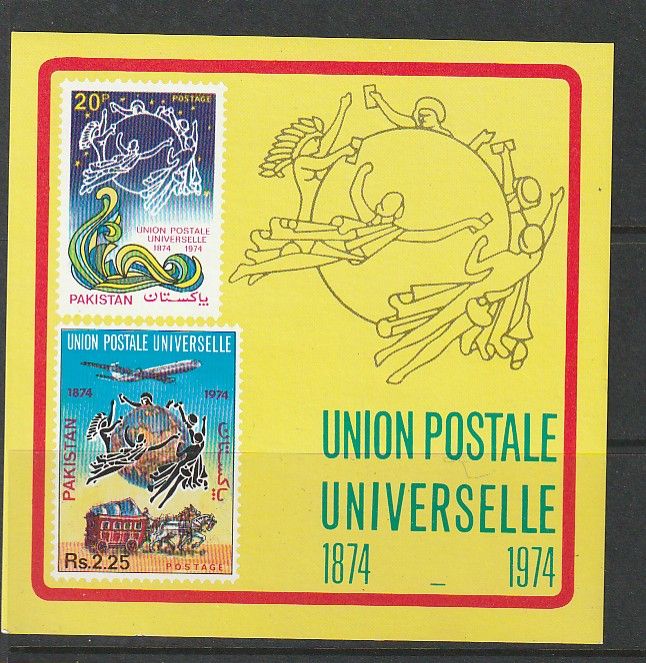 20P POSTAGE
UNION POSTALE
UNIVERSELLE
1874 1974
PAKISTAN پاکستان
UNION POSTALE UNIVERSELLE
1874 1974
PAKISTAN
پاکستان
Rs.2.25
POSTAGE
UNION POSTALE
UNIVERSELLE
1874 _ 1974